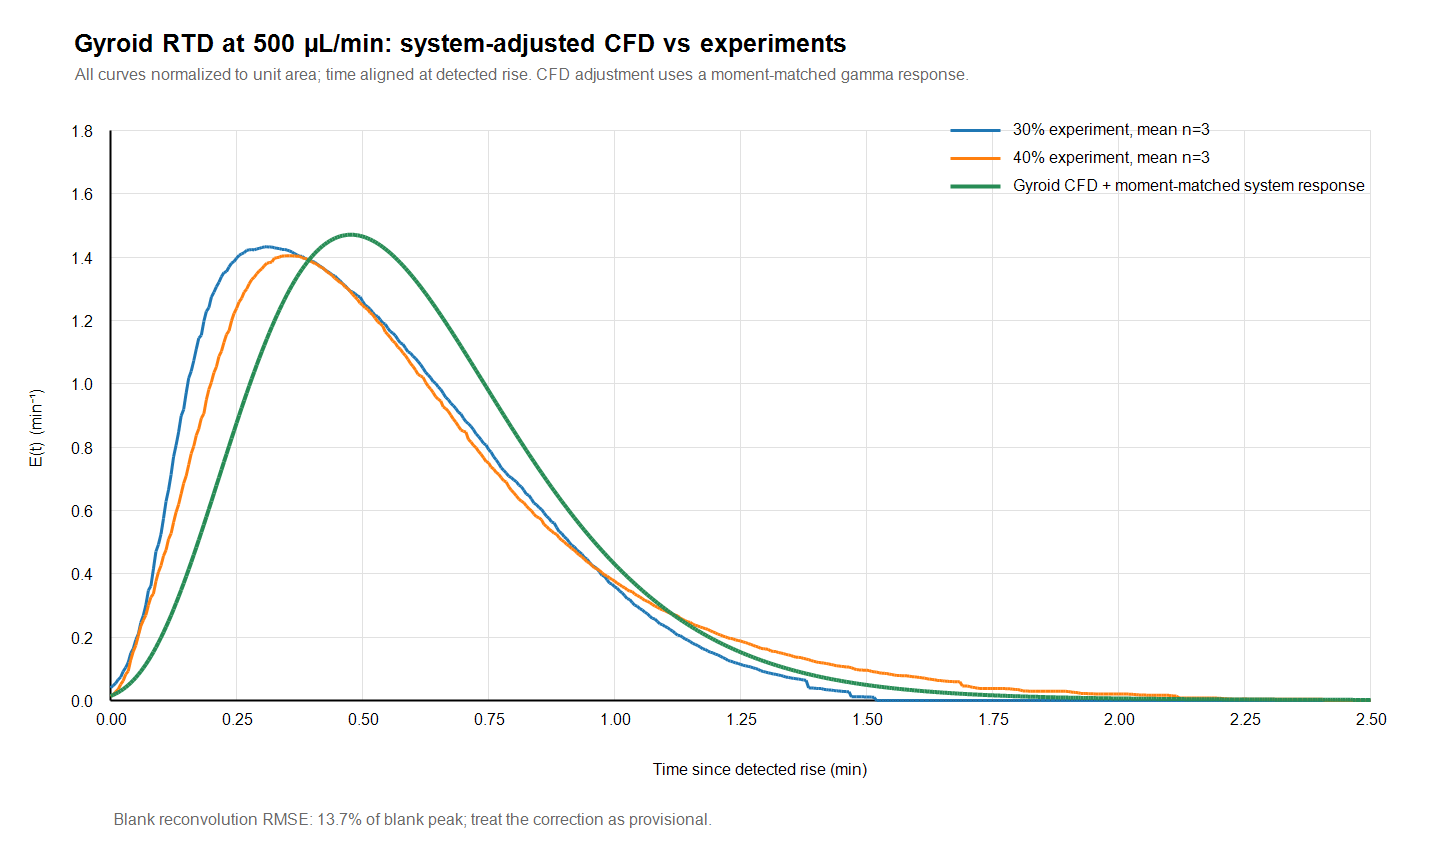 Gyroid RTD at 500 µL/min: system-adjusted CFD vs experiments
All curves normalized to unit area; time aligned at detected rise. CFD adjustment uses a moment-matched gamma response.
30% experiment, mean n=3
40% experiment, mean n=3
Gyroid CFD + moment-matched system response
1.8
1.6
1.4
1.2
1.0
0.8
0.6
0.4
0.2
0.0
E(t) (min⁻¹)
0.00 0.25 0.50 0.75 1.00 1.25 1.50 1.75 2.00 2.25 2.50
Time since detected rise (min)
Blank reconvolution RMSE: 13.7% of blank peak; treat the correction as provisional.